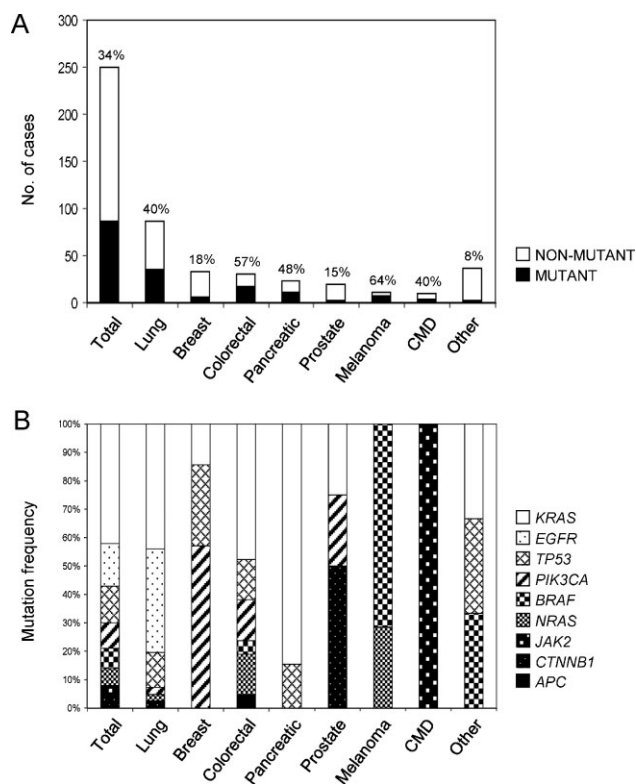 A
No. of cases
300
250
200
150
100
50
0
34%
40%
18%
57%
48%
15%
64%
40%
8%
Total
Lung
Breast
Colorectal
Pancreatic
Prostate
Melanoma
CMD
Other
NON-MUTANT
MUTANT
B
Mutation frequency
100%
90%
80%
70%
60%
50%
40%
30%
20%
10%
0%
Total
Lung
Breast
Colorectal
Pancreatic
Prostate
Melanoma
CMD
Other
KRAS
EGFR
TP53
PIK3CA
BRAF
NRAS
JAK2
CTNNB1
APC